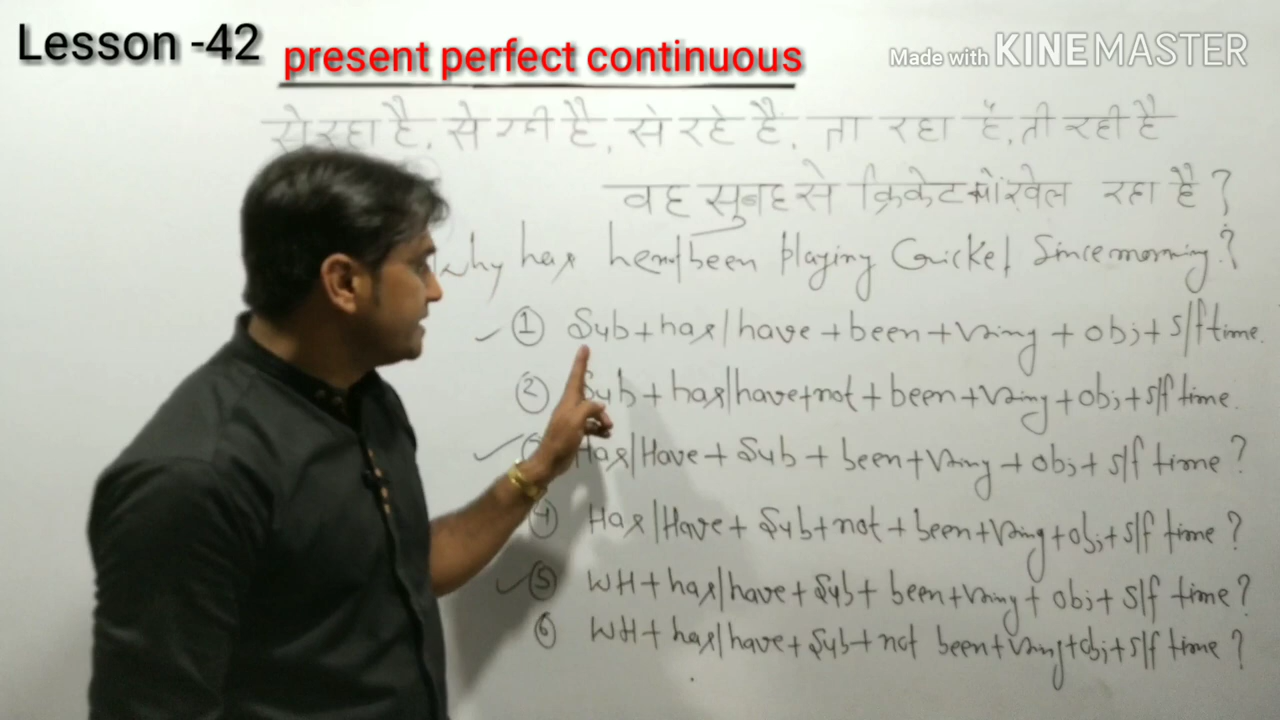 Lesson -42
present perfect continuous
Made with KINEMASTER
से रहा है, से रही है, से रहे है, ता रहा है, ती रही है
वह सुबह से क्रिकेट क्यों खेल रहा है ?
Why has been playing Cricket Since morning ?
① Sub + has/have + been + Ving + obj + s/f time.
② Sub + has/have + not + been + Ving + obj + s/f time.
Has/Have + Sub + been + Ving + obj + s/f time ?
④ Has/Have + Sub + not + been + Ving + obj + s/f time ?
⑤ WH + has/have + Sub + been + Ving + obj + s/f time ?
⑥ WH + has/have + Sub + not been + Ving + obj + s/f time ?